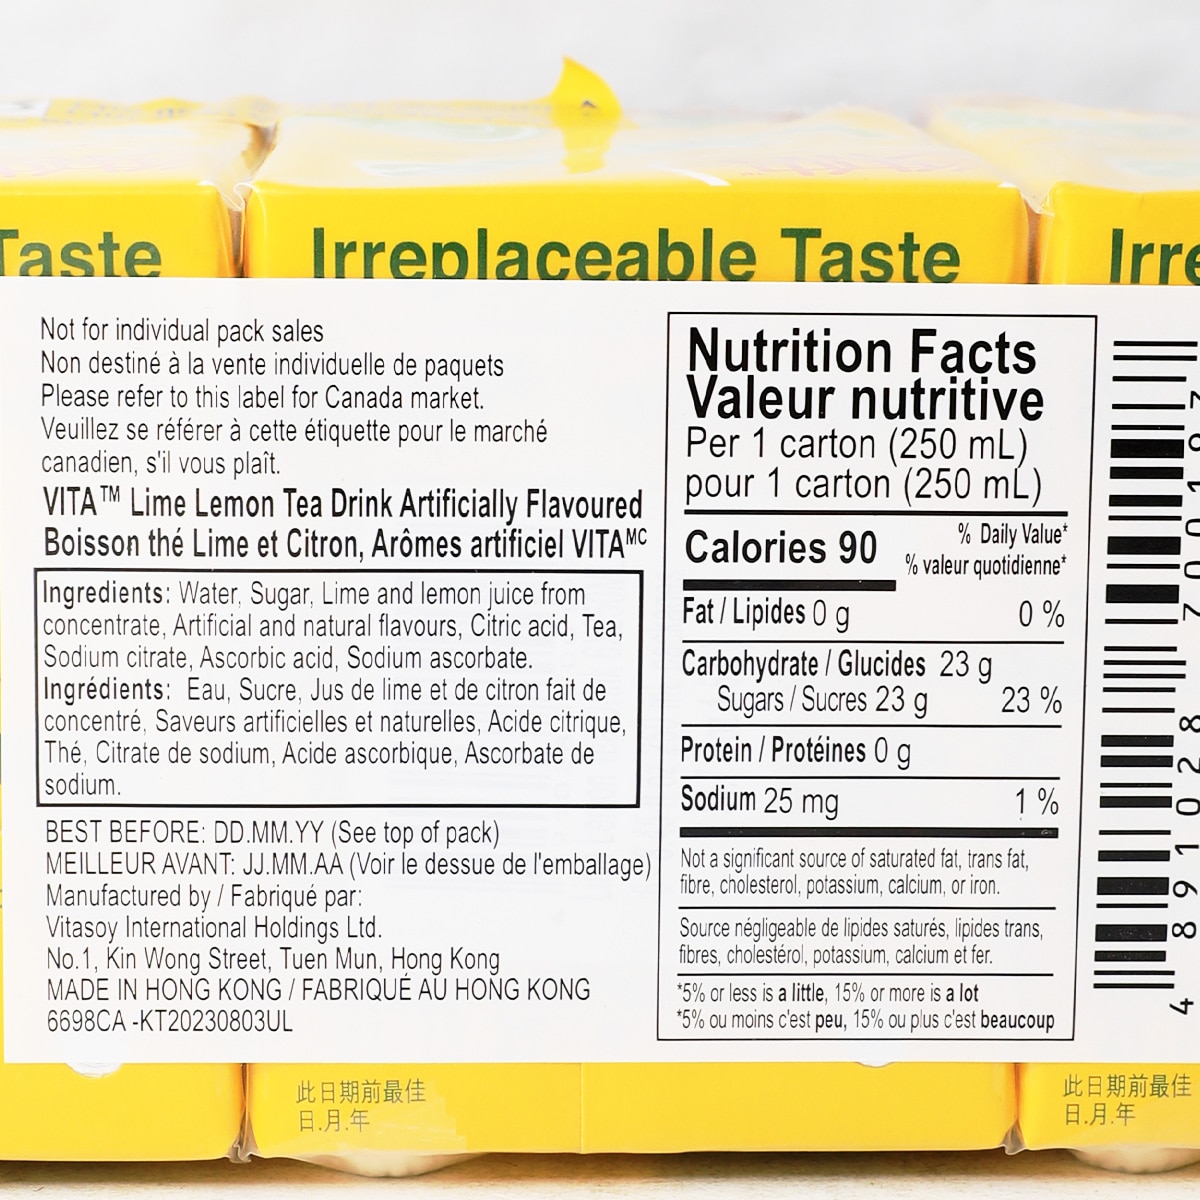 Taste
Irreplaceable Taste
Irre
Not for individual pack sales
Non destiné à la vente individuelle de paquets
Please refer to this label for Canada market.
Veuillez se référer à cette étiquette pour le marché
canadien, s'il vous plaît.
VITA™ Lime Lemon Tea Drink Artificially Flavoured
Boisson thé Lime et Citron, Arômes artificiel VITAᴹᶜ
Ingredients: Water, Sugar, Lime and lemon juice from
concentrate, Artificial and natural flavours, Citric acid, Tea,
Sodium citrate, Ascorbic acid, Sodium ascorbate.
Ingrédients: Eau, Sucre, Jus de lime et de citron fait de
concentré, Saveurs artificielles et naturelles, Acide citrique,
Thé, Citrate de sodium, Acide ascorbique, Ascorbate de
sodium.
BEST BEFORE: DD.MM.YY (See top of pack)
MEILLEUR AVANT: JJ.MM.AA (Voir le dessue de l'emballage)
Manufactured by / Fabriqué par:
Vitasoy International Holdings Ltd.
No.1, Kin Wong Street, Tuen Mun, Hong Kong
MADE IN HONG KONG / FABRIQUÉ AU HONG KONG
6698CA -KT20230803UL
Nutrition Facts
Valeur nutritive
Per 1 carton (250 mL)
pour 1 carton (250 mL)
Calories 90
% Daily Value*
% valeur quotidienne*
Fat / Lipides 0 g 0 %
Carbohydrate / Glucides 23 g
Sugars / Sucres 23 g 23 %
Protein / Protéines 0 g
Sodium 25 mg 1 %
Not a significant source of saturated fat, trans fat,
fibre, cholesterol, potassium, calcium, or iron.
Source négligeable de lipides saturés, lipides trans,
fibres, cholestérol, potassium, calcium et fer.
*5% or less is a little, 15% or more is a lot
*5% ou moins c'est peu, 15% ou plus c'est beaucoup
此日期前最佳
日.月.年
此日期前最佳
日.月.年